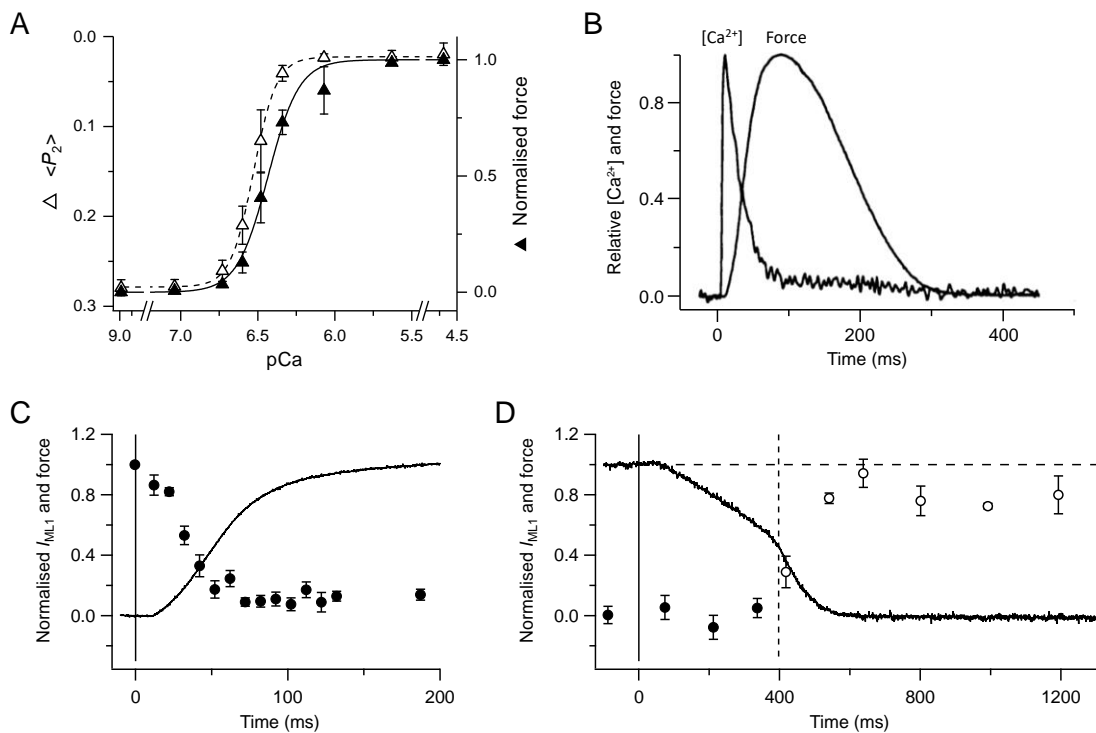 A
0.0
0.1
0.2
0.3
△ <P₂>
1.0
0.5
0.0
▲ Normalised force
9.0 7.0 6.5 6.0 5.5 4.5
pCa
B
[Ca²⁺] Force
0.8
0.4
0.0
Relative [Ca²⁺] and force
0 200 400
Time (ms)
C
1.2
0.8
0.4
0.0
Normalised I_ML1 and force
0 100 200
Time (ms)
D
1.2
0.8
0.4
0.0
Normalised I_ML1 and force
0 400 800 1200
Time (ms)